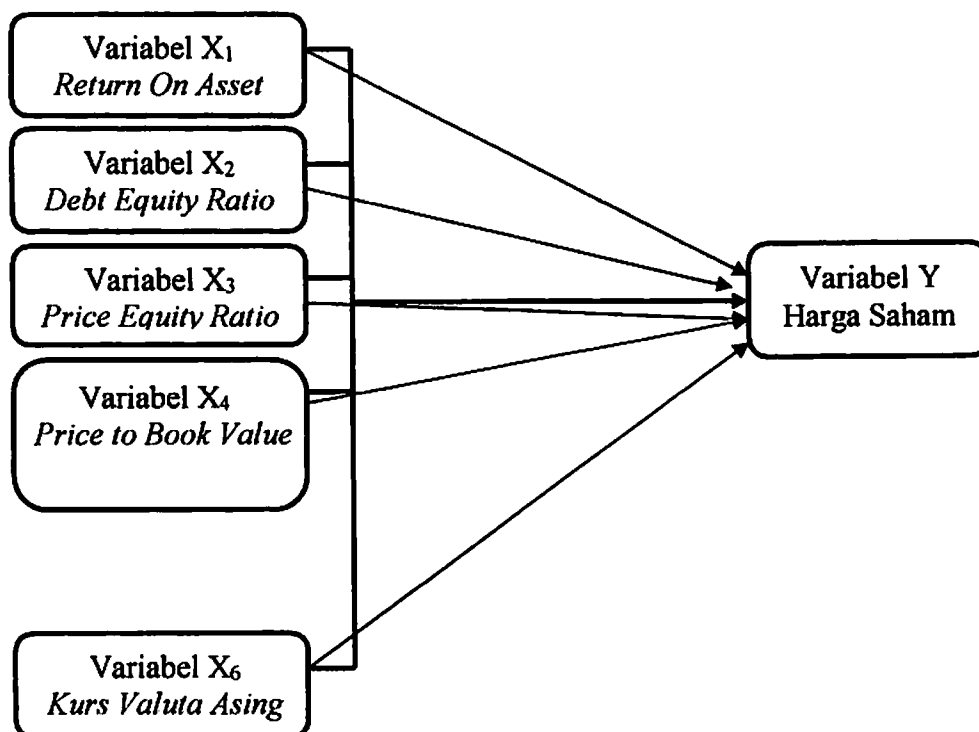 Variabel X₁
Return On Asset
Variabel X₂
Debt Equity Ratio
Variabel X₃
Price Equity Ratio
Variabel X₄
Price to Book Value
Variabel X₆
Kurs Valuta Asing
Variabel Y
Harga Saham